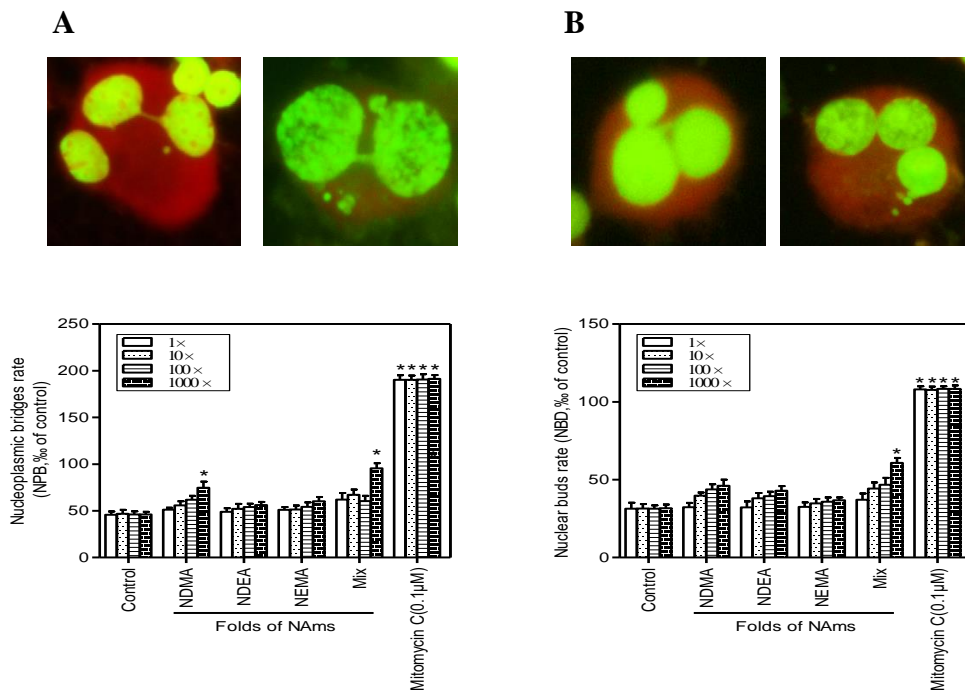 A
B
250
200
150
100
50
0
Nucleoplasmic bridges rate
(NPB,‰ of control)
1×
10×
100×
1000×
*
*
* * * *
Control
NDMA
NDEA
NEMA
Mix
Mitomycin C(0.1µM)
Folds of NAms
150
100
50
0
Nuclear buds rate (NBD,‰ of control)
1×
10×
100×
1000×
*
* * * *
Control
NDMA
NDEA
NEMA
Mix
Mitomycin C(0.1µM)
Folds of NAms